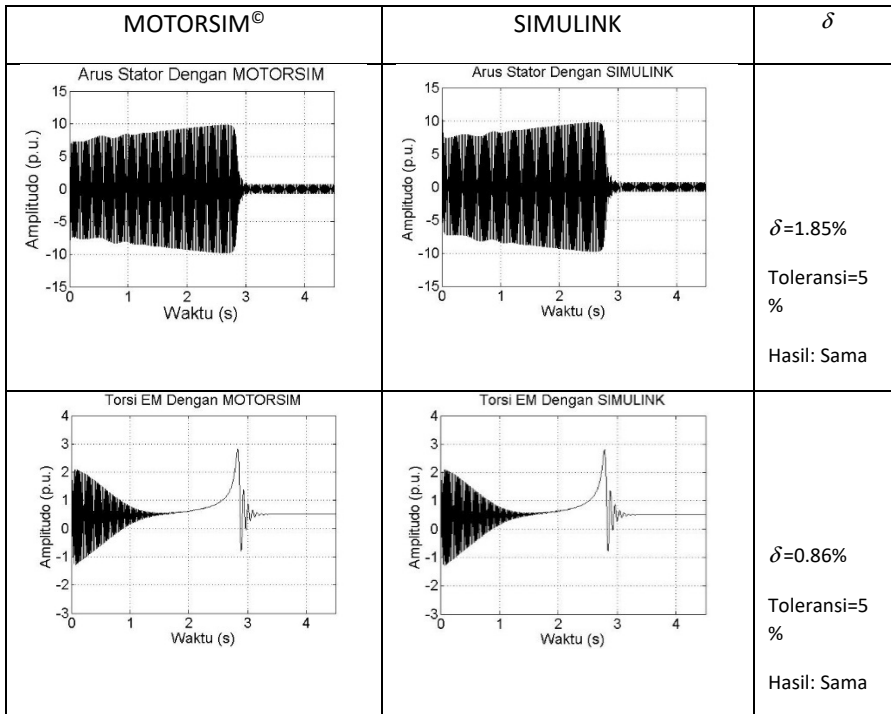 MOTORSIM©
SIMULINK
δ
Arus Stator Dengan MOTORSIM
15
10
5
0
-5
-10
-15
Amplitudo (p.u.)
0 1 2 3 4
Waktu (s)
Arus Stator Dengan SIMULINK
15
10
5
0
-5
-10
-15
Amplitudo (p.u.)
0 1 2 3 4
Waktu (s)
δ=1.85%
Toleransi=5
%
Hasil: Sama
Torsi EM Dengan MOTORSIM
4
3
2
1
0
-1
-2
-3
Amplitudo (p.u.)
0 1 2 3 4
Waktu (s)
Torsi EM Dengan SIMULINK
4
3
2
1
0
-1
-2
-3
Amplitudo (p.u.)
0 1 2 3 4
Waktu (s)
δ=0.86%
Toleransi=5
%
Hasil: Sama